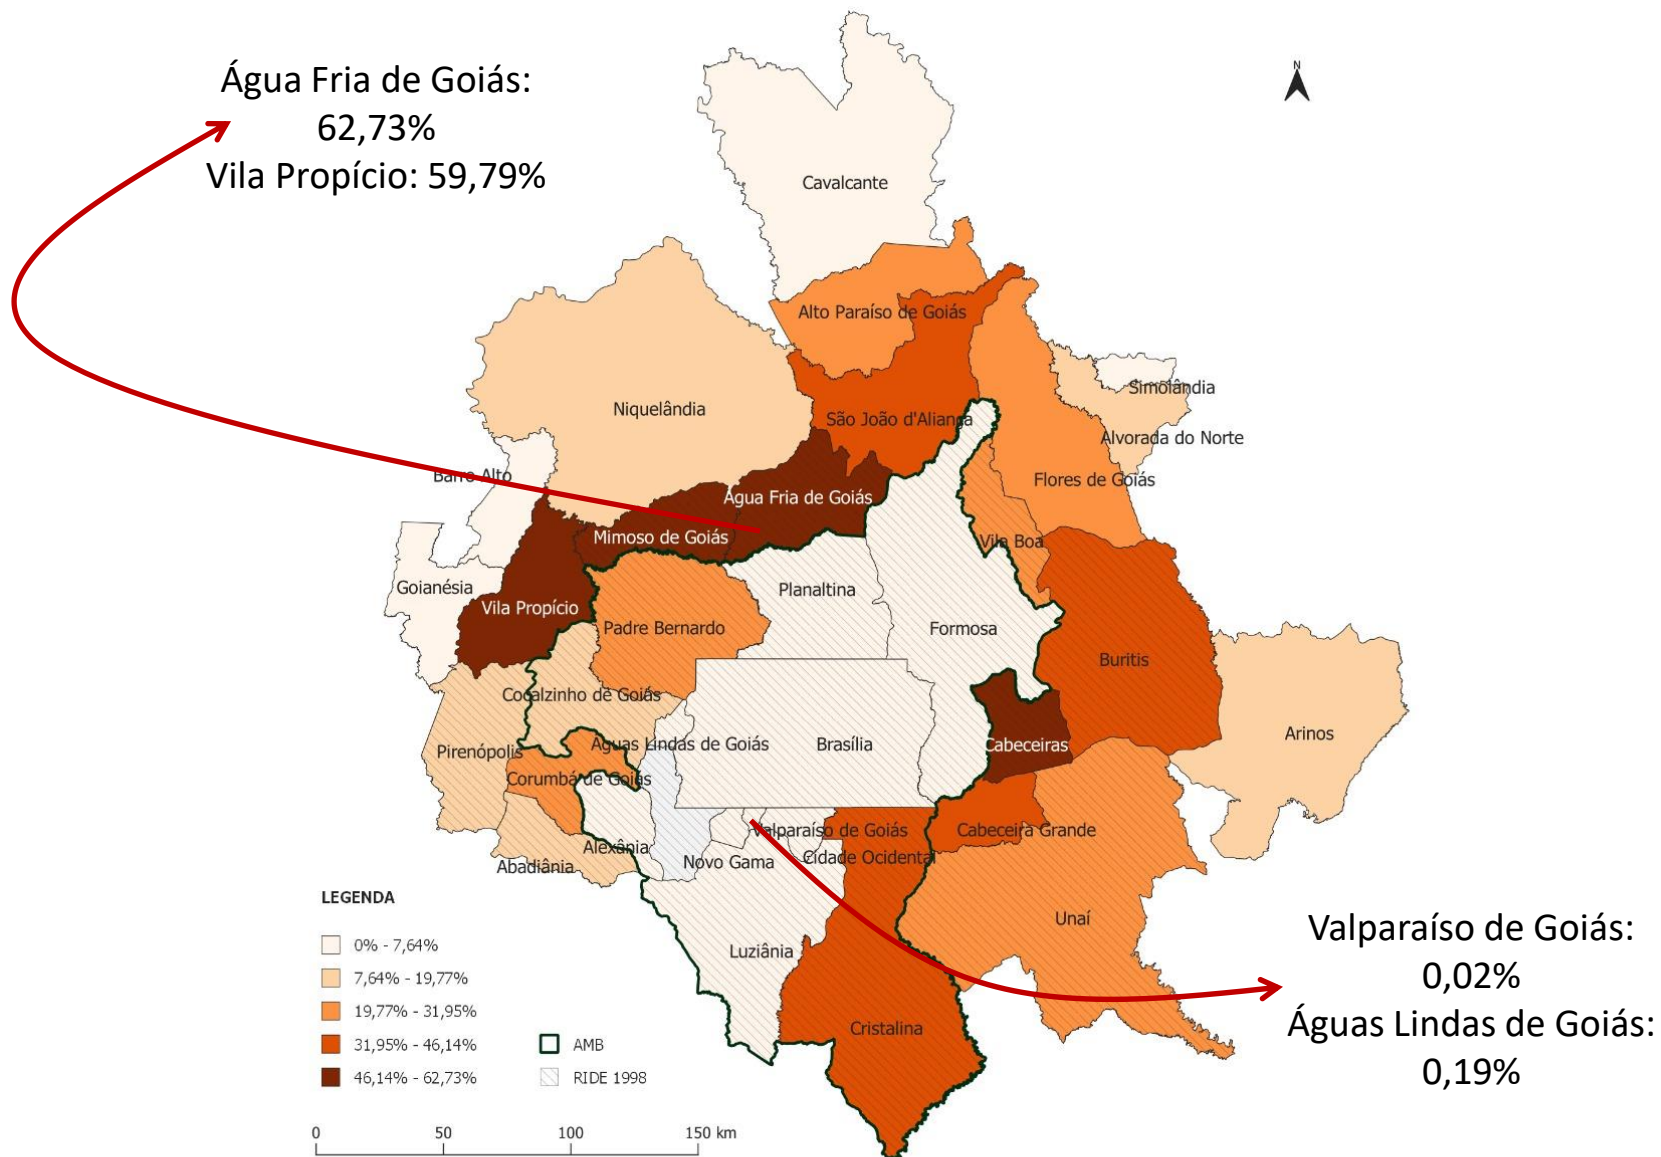 Água Fria de Goiás:
62,73%
Vila Propício: 59,79%
N
Cavalcante
Alto Paraíso de Goiás
Simolândia
Niquelândia
São João d'Aliança
Alvorada do Norte
Barro Alto
Flores de Goiás
Água Fria de Goiás
Mimoso de Goiás
Vila Boa
Goianésia
Planaltina
Vila Propício
Padre Bernardo
Formosa
Buritis
Cocalzinho de Goiás
Arinos
Pirenópolis
Águas Lindas de Goiás
Brasília
Cabeceiras
Corumbá de Goiás
Valparaíso de Goiás
Cabeceira Grande
Alexânia
Abadiânia
Novo Gama
Cidade Ocidental
Unaí
Luziânia
Cristalina
Valparaíso de Goiás:
0,02%
Águas Lindas de Goiás:
0,19%
LEGENDA
0% - 7,64%
7,64% - 19,77%
19,77% - 31,95%
31,95% - 46,14%
46,14% - 62,73%
AMB
RIDE 1998
0 50 100 150 km